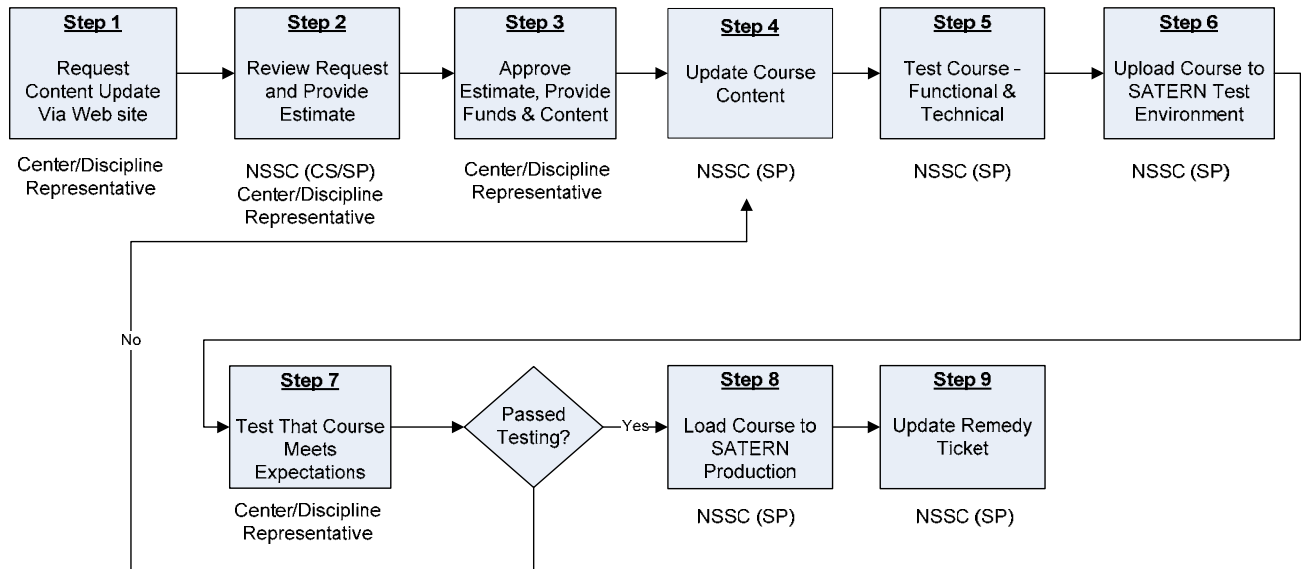 Step 1
Request
Content Update
Via Web site
Center/Discipline
Representative
Step 2
Review Request
and Provide
Estimate
NSSC (CS/SP)
Center/Discipline
Representative
Step 3
Approve
Estimate, Provide
Funds & Content
Center/Discipline
Representative
Step 4
Update Course
Content
NSSC (SP)
Step 5
Test Course -
Functional &
Technical
NSSC (SP)
Step 6
Upload Course to
SATERN Test
Environment
NSSC (SP)
No
Step 7
Test That Course
Meets
Expectations
Center/Discipline
Representative
Passed
Testing?
Yes
Step 8
Load Course to
SATERN
Production
NSSC (SP)
Step 9
Update Remedy
Ticket
NSSC (SP)